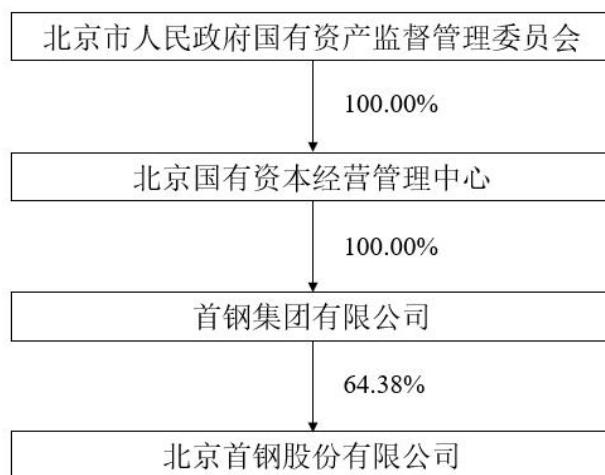 北京市人民政府国有资产监督管理委员会
100.00%
北京国有资本经营管理中心
100.00%
首钢集团有限公司
64.38%
北京首钢股份有限公司